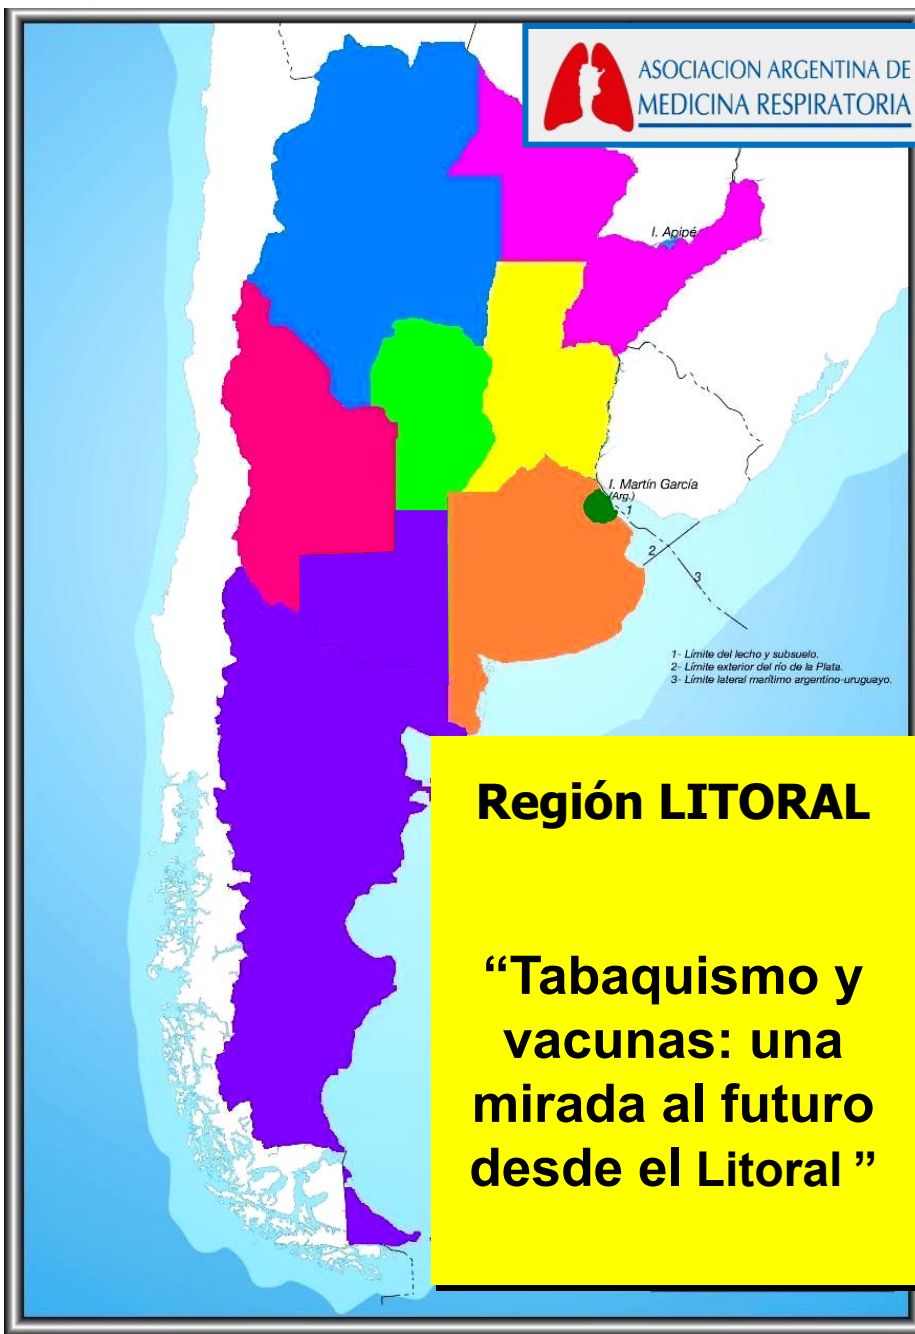 ASOCIACION ARGENTINA DE
MEDICINA RESPIRATORIA
I. Apipé
I. Martín García
(Arg.)
1
2
3
1- Límite del lecho y subsuelo.
2- Límite exterior del río de la Plata.
3- Límite lateral marítimo argentino-uruguayo.
Región LITORAL
“Tabaquismo y
vacunas: una
mirada al futuro
desde el Litoral ”